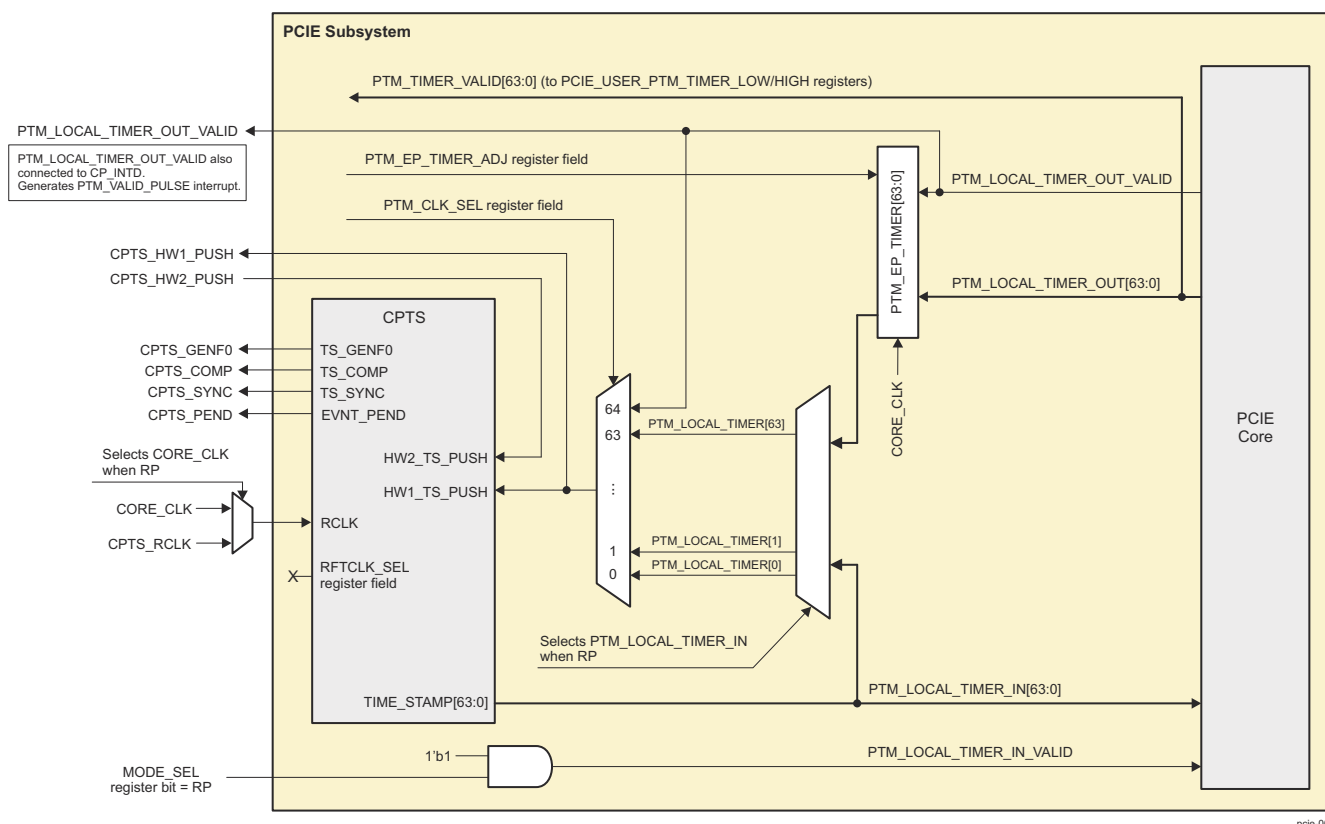 PCIE Subsystem
PTM_TIMER_VALID[63:0] (to PCIE_USER_PTM_TIMER_LOW/HIGH registers)
PTM_LOCAL_TIMER_OUT_VALID
PTM_LOCAL_TIMER_OUT_VALID also
connected to CP_INTD.
Generates PTM_VALID_PULSE interrupt.
PTM_EP_TIMER_ADJ register field
PTM_LOCAL_TIMER_OUT_VALID
PTM_CLK_SEL register field
PTM_EP_TIMER[63:0]
CPTS_HW1_PUSH
CPTS_HW2_PUSH
PTM_LOCAL_TIMER_OUT[63:0]
CPTS
CPTS_GENF0
TS_GENF0
CPTS_COMP
TS_COMP
CPTS_SYNC
TS_SYNC
CPTS_PEND
EVNT_PEND
CORE_CLK
64
63
PTM_LOCAL_TIMER[63]
PCIE
Core
Selects CORE_CLK
when RP
HW2_TS_PUSH
HW1_TS_PUSH
...
CORE_CLK
RCLK
CPTS_RCLK
1
PTM_LOCAL_TIMER[1]
0
PTM_LOCAL_TIMER[0]
X
RFTCLK_SEL
register field
Selects PTM_LOCAL_TIMER_IN
when RP
TIME_STAMP[63:0]
PTM_LOCAL_TIMER_IN[63:0]
1'b1
PTM_LOCAL_TIMER_IN_VALID
MODE_SEL
register bit = RP